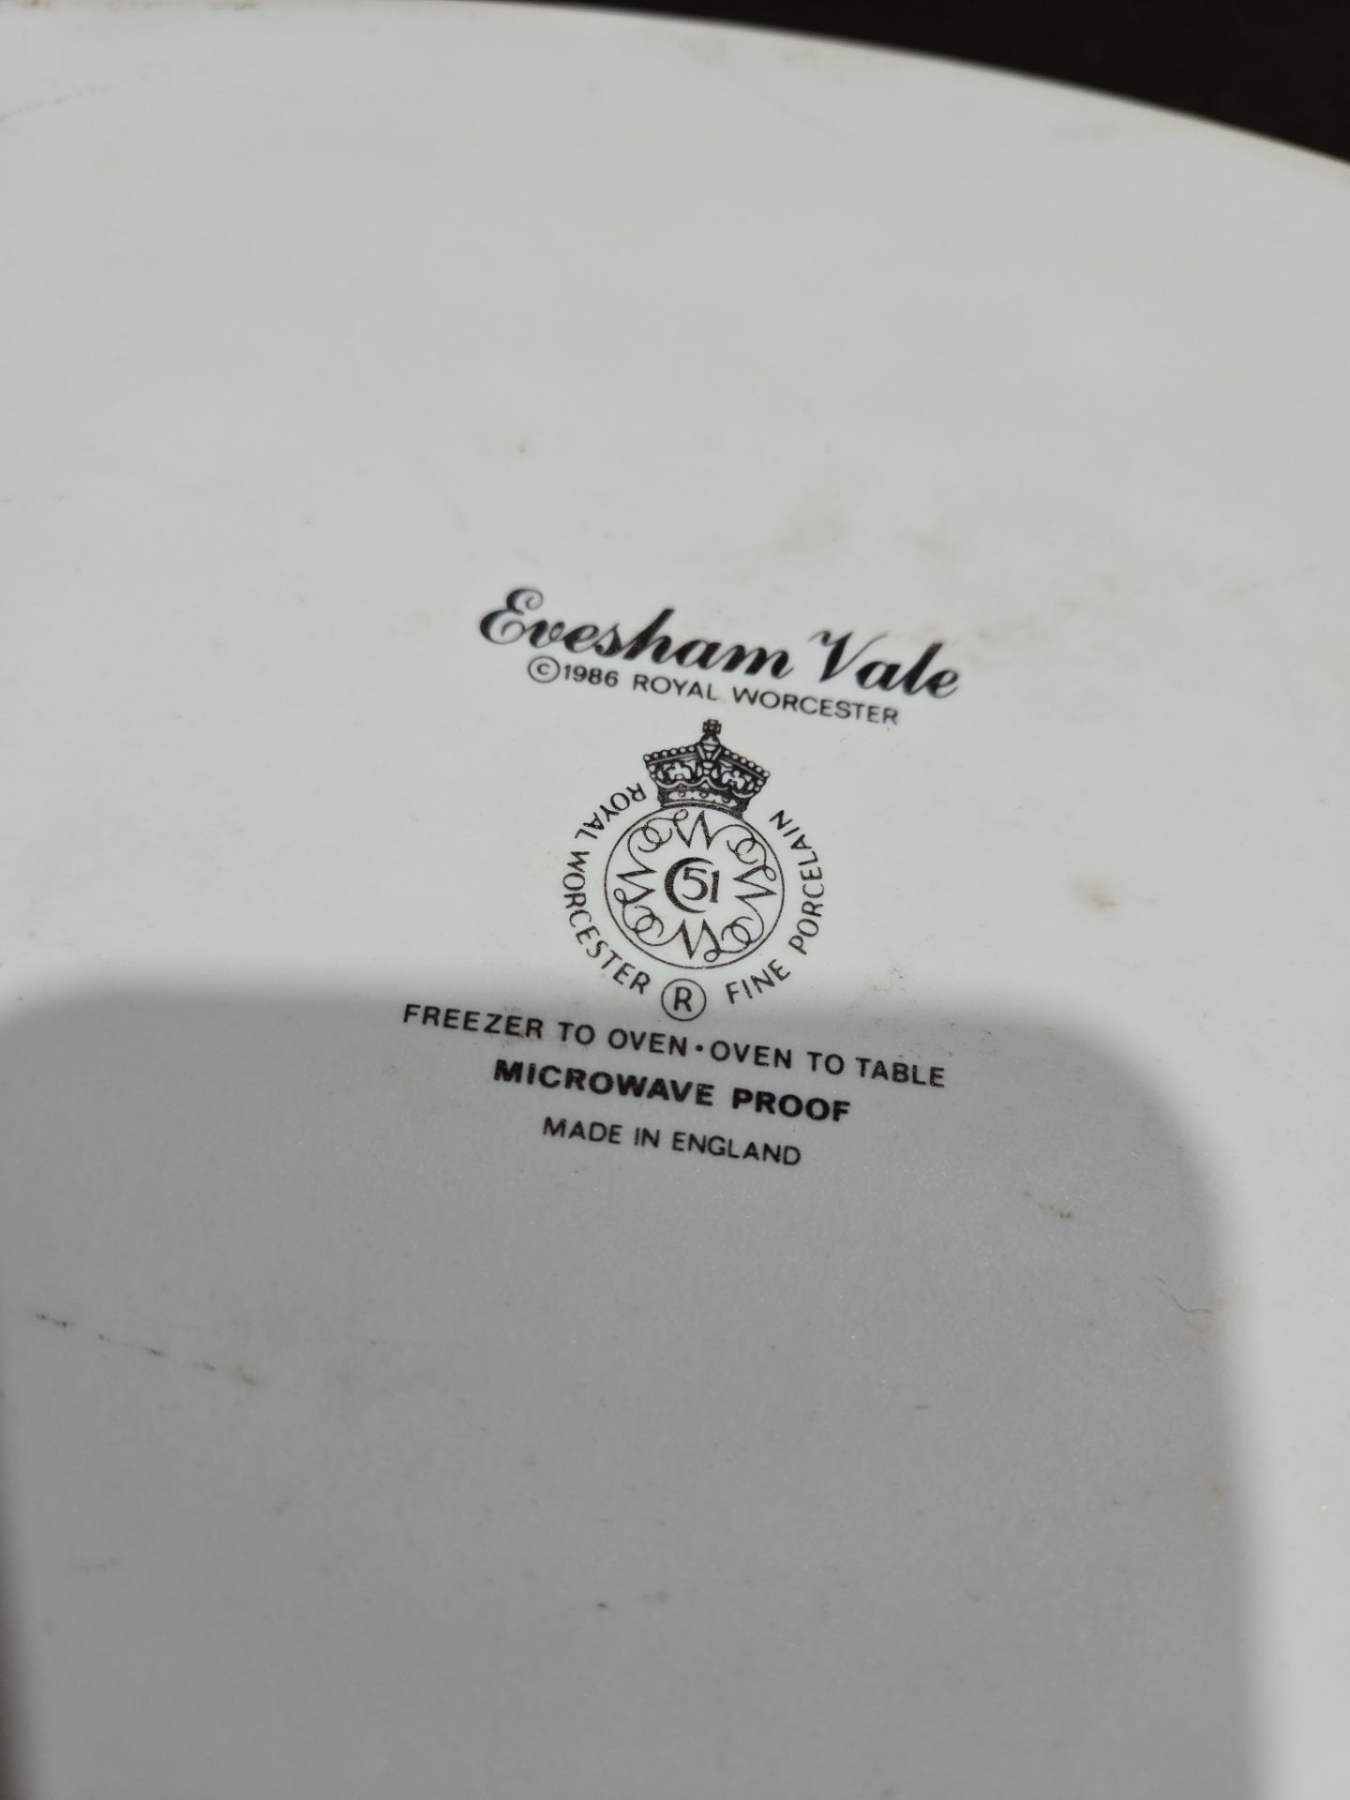 Evesham Vale
©1986 ROYAL WORCESTER
ROYAL WORCESTER ® FINE PORCELAIN
51
FREEZER TO OVEN·OVEN TO TABLE
MICROWAVE PROOF
MADE IN ENGLAND